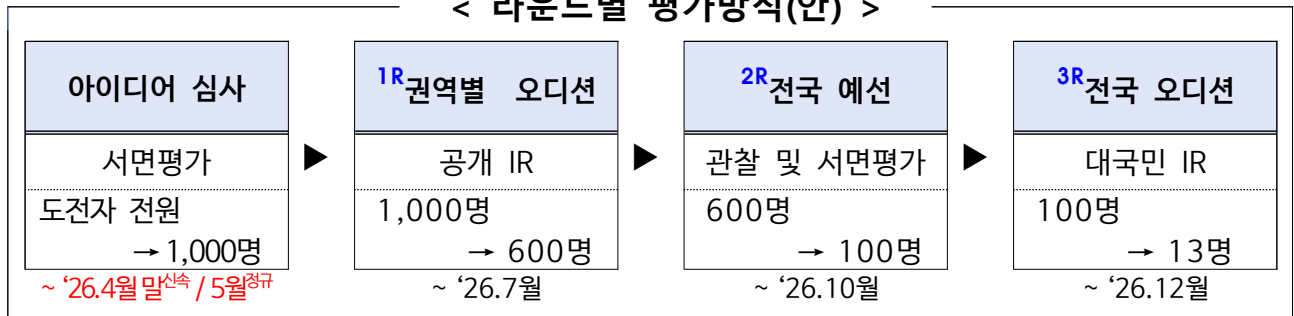 < 라운드별 평가방식(안) >
아이디어 심사
1R권역별 오디션
2R전국 예선
3R전국 오디션
서면평가
▶
공개 IR
▶
관찰 및 서면평가
▶
대국민 IR
도전자 전원
→ 1,000명
1,000명
→ 600명
600명
→ 100명
100명
→ 13명
~ ‘26.4월 말신속 / 5월정규
~ ‘26.7월
~ ‘26.10월
~ ‘26.12월